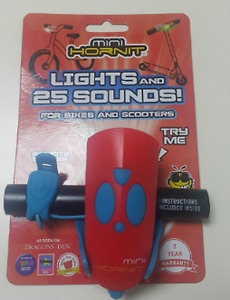 mini
HORNIT
LIGHTS AND
25 SOUNDS!
FOR BIKES AND SCOOTERS
TRY
ME
INSTRUCTIONS
INCLUDED INSIDE
AS SEEN ON
DRAGONS' DEN
2
YEAR
WARRANTY
mini
HORNIT